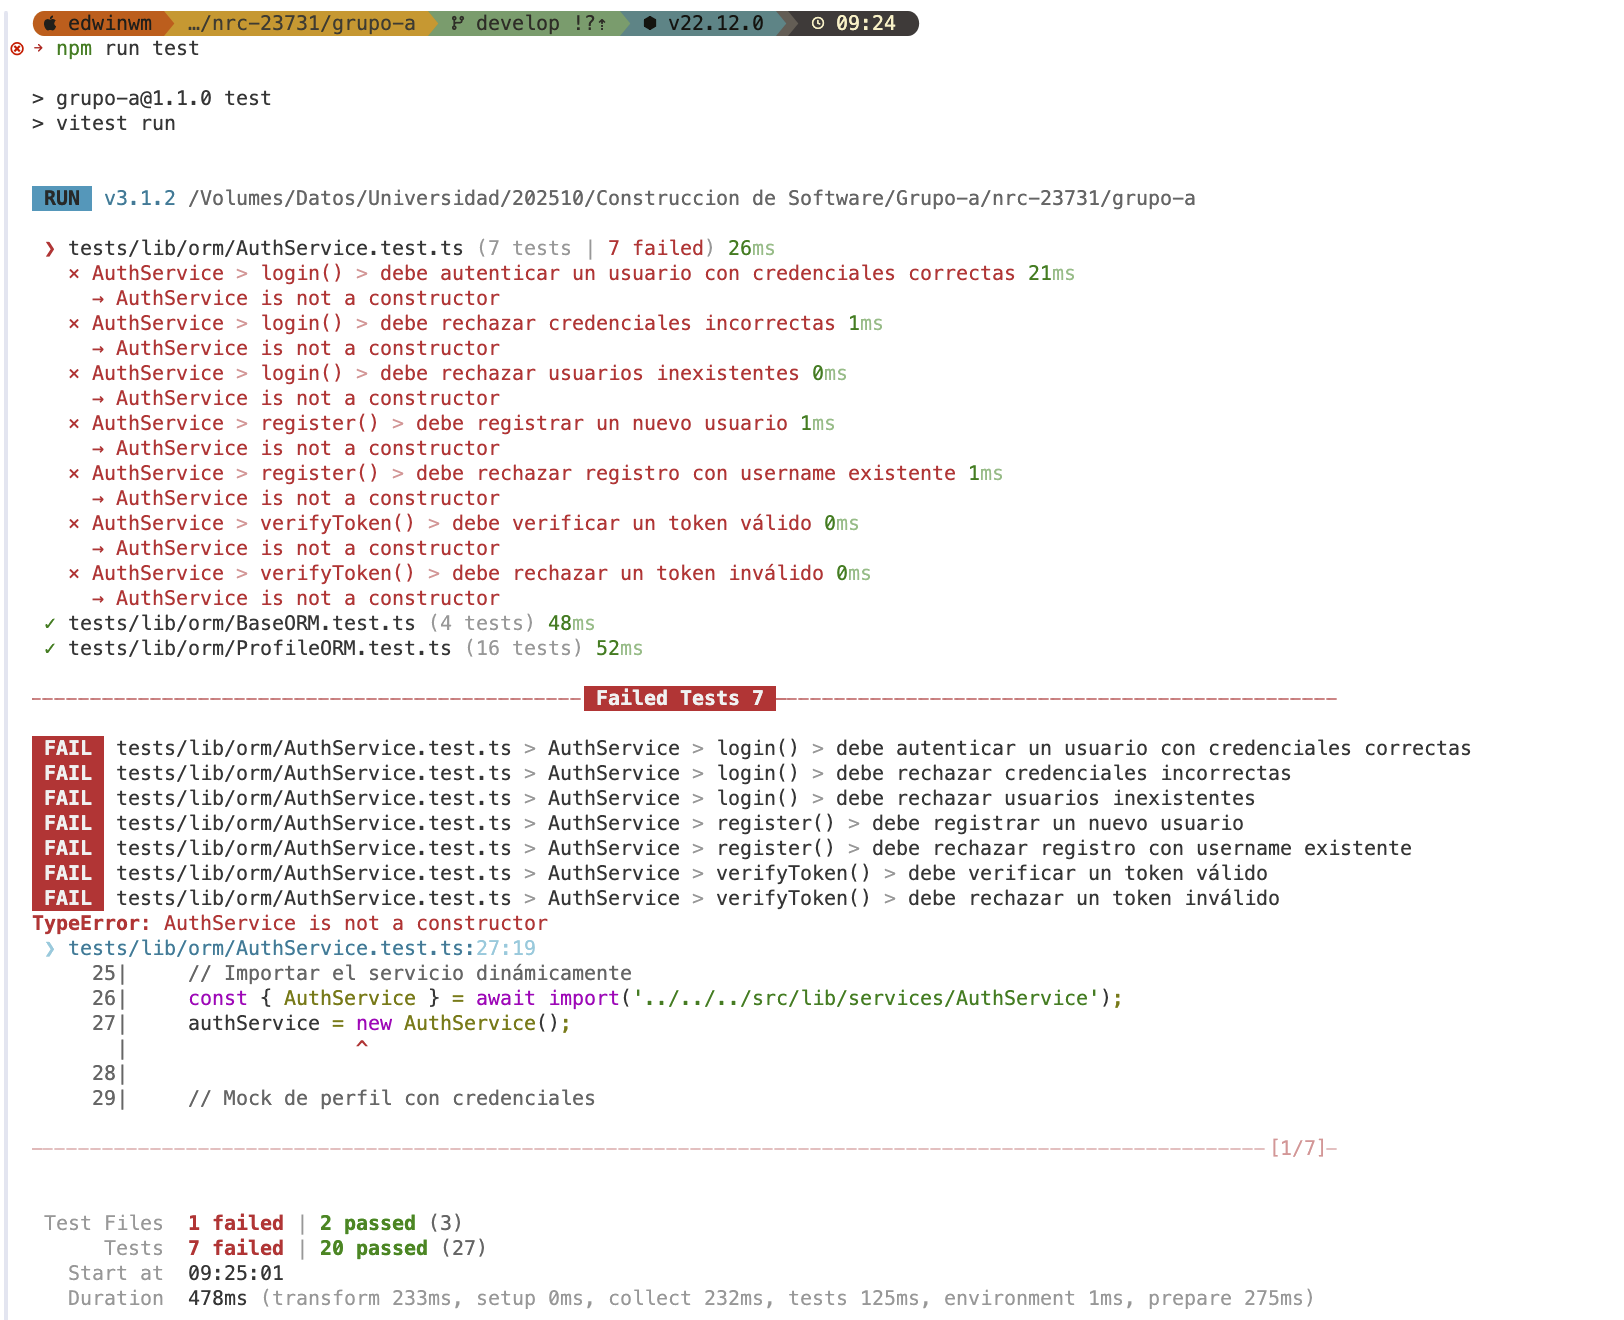 edwinwm …/nrc-23731/grupo-a develop !?⇡ v22.12.0 09:24
→ npm run test
> grupo-a@1.1.0 test
> vitest run
RUN v3.1.2 /Volumes/Datos/Universidad/202510/Construccion de Software/Grupo-a/nrc-23731/grupo-a
❯ tests/lib/orm/AuthService.test.ts (7 tests | 7 failed) 26ms
× AuthService > login() > debe autenticar un usuario con credenciales correctas 21ms
→ AuthService is not a constructor
× AuthService > login() > debe rechazar credenciales incorrectas 1ms
→ AuthService is not a constructor
× AuthService > login() > debe rechazar usuarios inexistentes 0ms
→ AuthService is not a constructor
× AuthService > register() > debe registrar un nuevo usuario 1ms
→ AuthService is not a constructor
× AuthService > register() > debe rechazar registro con username existente 1ms
→ AuthService is not a constructor
× AuthService > verifyToken() > debe verificar un token válido 0ms
→ AuthService is not a constructor
× AuthService > verifyToken() > debe rechazar un token inválido 0ms
→ AuthService is not a constructor
✓ tests/lib/orm/BaseORM.test.ts (4 tests) 48ms
✓ tests/lib/orm/ProfileORM.test.ts (16 tests) 52ms
Failed Tests 7
FAIL tests/lib/orm/AuthService.test.ts > AuthService > login() > debe autenticar un usuario con credenciales correctas
FAIL tests/lib/orm/AuthService.test.ts > AuthService > login() > debe rechazar credenciales incorrectas
FAIL tests/lib/orm/AuthService.test.ts > AuthService > login() > debe rechazar usuarios inexistentes
FAIL tests/lib/orm/AuthService.test.ts > AuthService > register() > debe registrar un nuevo usuario
FAIL tests/lib/orm/AuthService.test.ts > AuthService > register() > debe rechazar registro con username existente
FAIL tests/lib/orm/AuthService.test.ts > AuthService > verifyToken() > debe verificar un token válido
FAIL tests/lib/orm/AuthService.test.ts > AuthService > verifyToken() > debe rechazar un token inválido
TypeError: AuthService is not a constructor
❯ tests/lib/orm/AuthService.test.ts:27:19
25| // Importar el servicio dinámicamente
26| const { AuthService } = await import('../../../src/lib/services/AuthService');
27| authService = new AuthService();
| ^
28|
29| // Mock de perfil con credenciales
[1/7]
Test Files 1 failed | 2 passed (3)
Tests 7 failed | 20 passed (27)
Start at 09:25:01
Duration 478ms (transform 233ms, setup 0ms, collect 232ms, tests 125ms, environment 1ms, prepare 275ms)